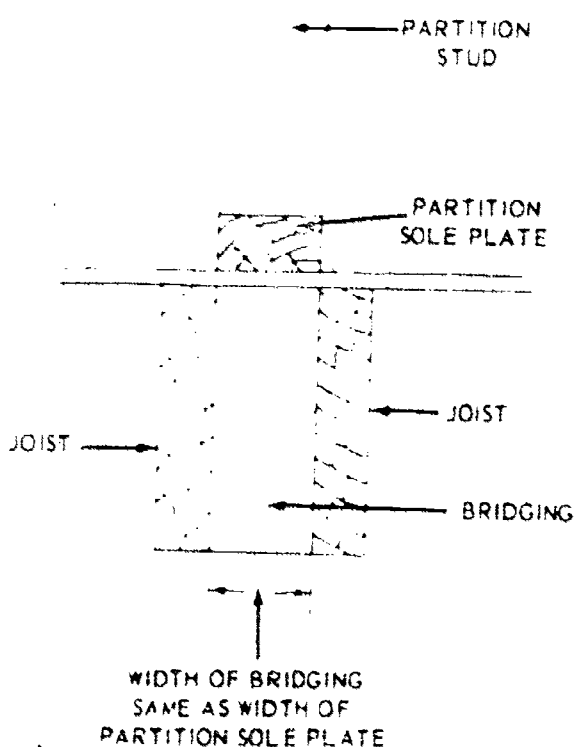 PARTITION
STUD
PARTITION
SOLE PLATE
JOIST
JOIST
BRIDGING
WIDTH OF BRIDGING
SAME AS WIDTH OF
PARTITION SOLE PLATE